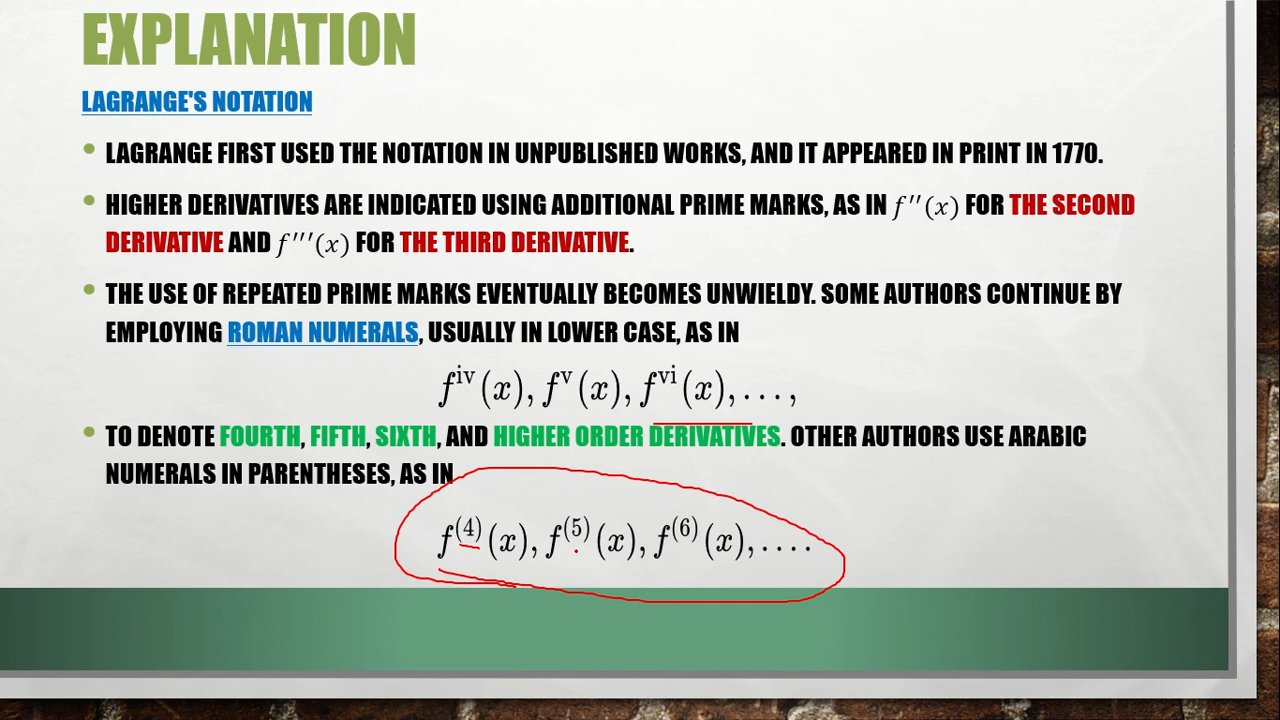 EXPLANATION
LAGRANGE'S NOTATION
• LAGRANGE FIRST USED THE NOTATION IN UNPUBLISHED WORKS, AND IT APPEARED IN PRINT IN 1770.
• HIGHER DERIVATIVES ARE INDICATED USING ADDITIONAL PRIME MARKS, AS IN f′′(x) FOR THE SECOND
DERIVATIVE AND f′′′(x) FOR THE THIRD DERIVATIVE.
• THE USE OF REPEATED PRIME MARKS EVENTUALLY BECOMES UNWIELDY. SOME AUTHORS CONTINUE BY
EMPLOYING ROMAN NUMERALS, USUALLY IN LOWER CASE, AS IN
f^{iv}(x), f^{v}(x), f^{vi}(x), . . . ,
• TO DENOTE FOURTH, FIFTH, SIXTH, AND HIGHER ORDER DERIVATIVES. OTHER AUTHORS USE ARABIC
NUMERALS IN PARENTHESES, AS IN
f^{(4)}(x), f^{(5)}(x), f^{(6)}(x), . . . .